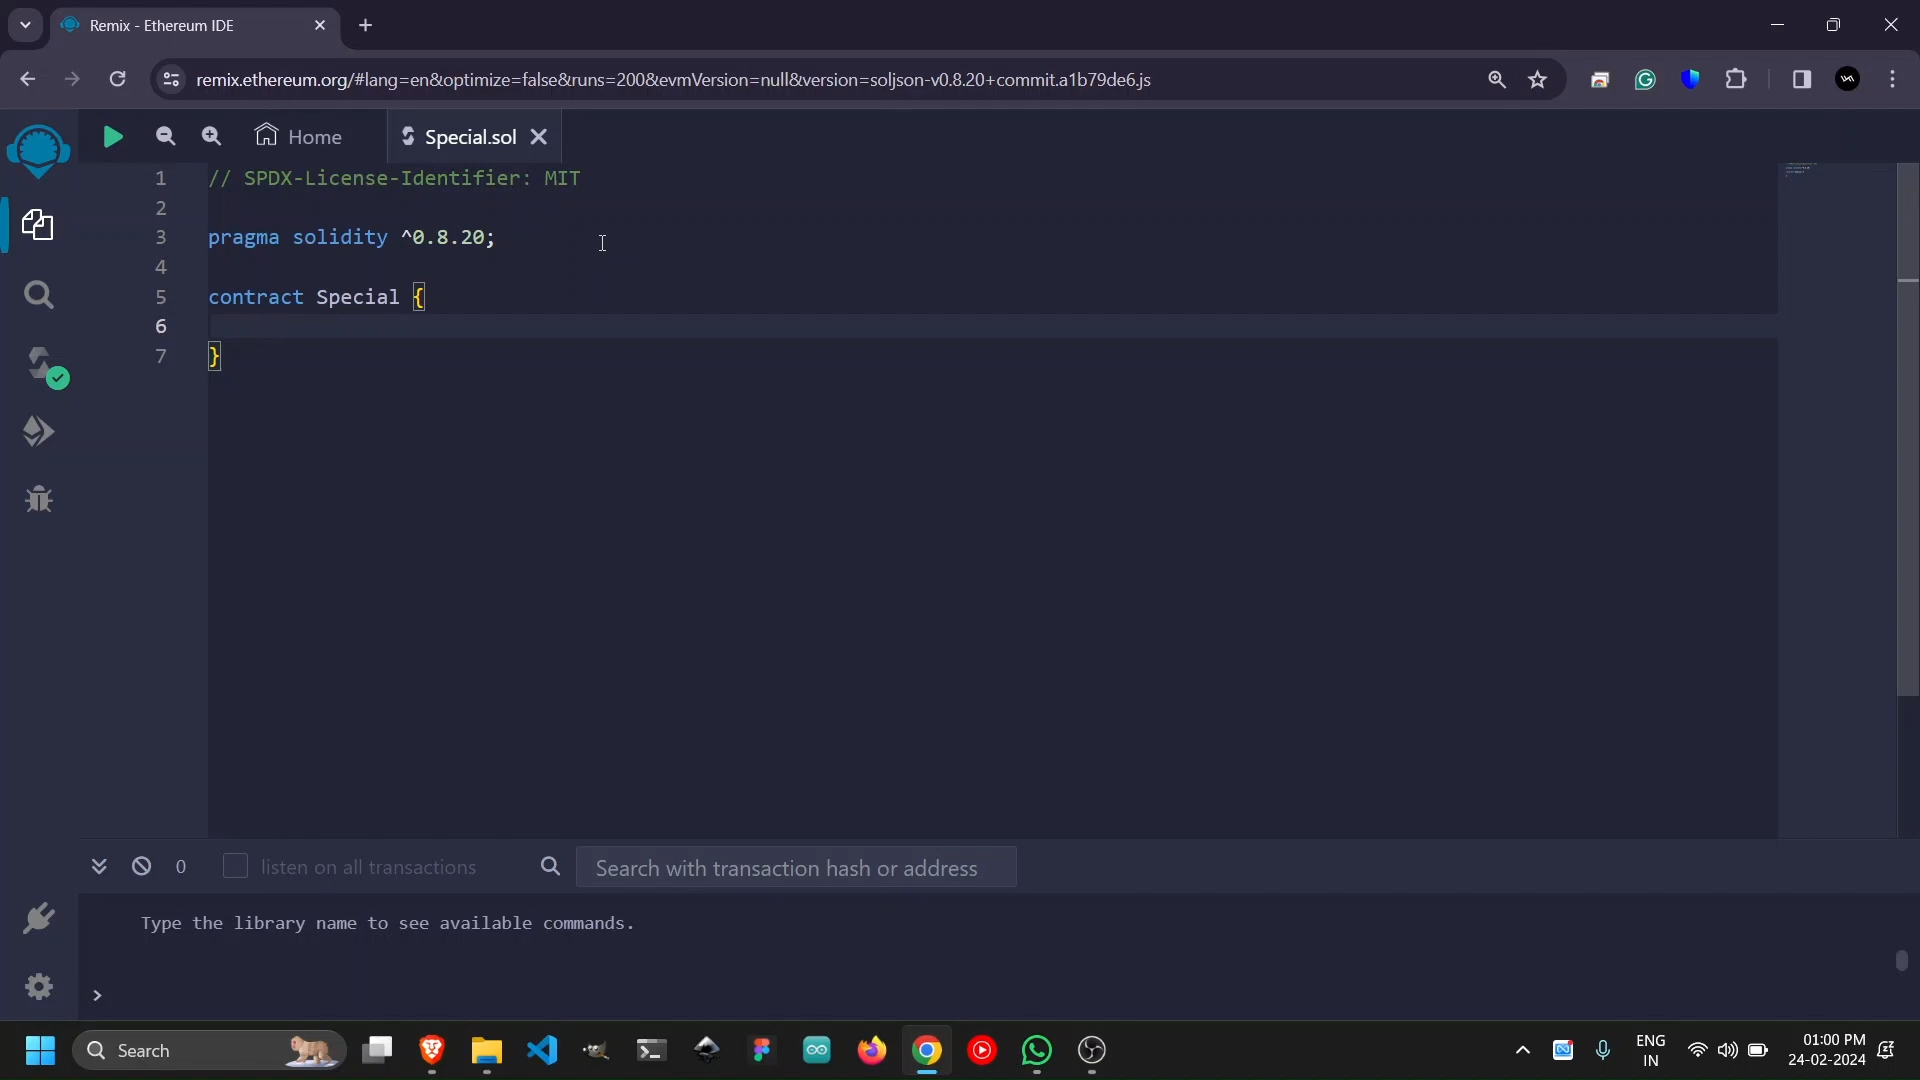 Remix - Ethereum IDE
remix.ethereum.org/#lang=en&optimize=false&runs=200&evmVersion=null&version=soljson-v0.8.20+commit.a1b79de6.js
Home
Special.sol
1 // SPDX-License-Identifier: MIT
2
3 pragma solidity ^0.8.20;
4
5 contract Special {
6
7 }
0
listen on all transactions
Search with transaction hash or address
Type the library name to see available commands.
>
Search
ENG
IN
01:00 PM
24-02-2024